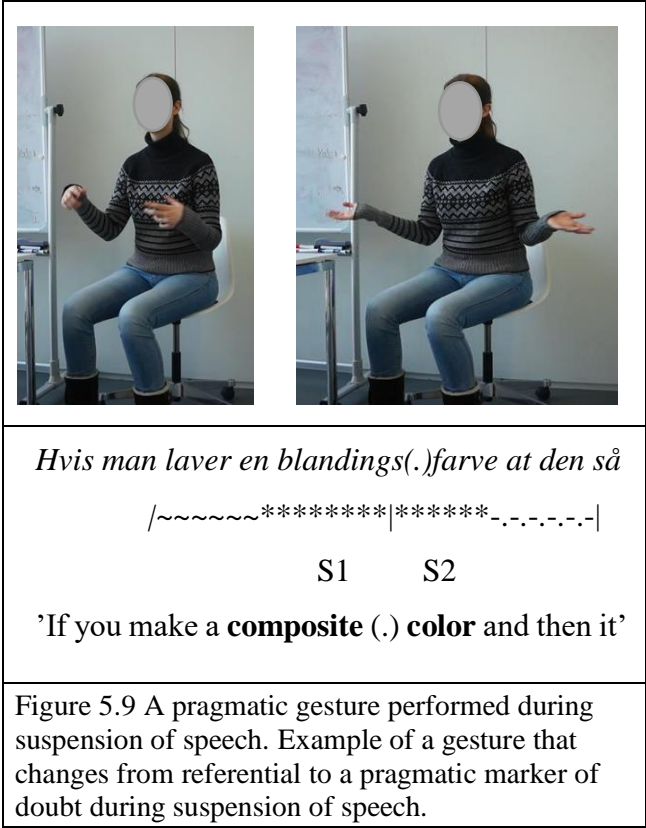 Hvis man laver en blandings(.)farve at den så
/~~~~~~********|******-.-.-.-.-.-|
S1 S2
’If you make a composite (.) color and then it’
Figure 5.9 A pragmatic gesture performed during
suspension of speech. Example of a gesture that
changes from referential to a pragmatic marker of
doubt during suspension of speech.